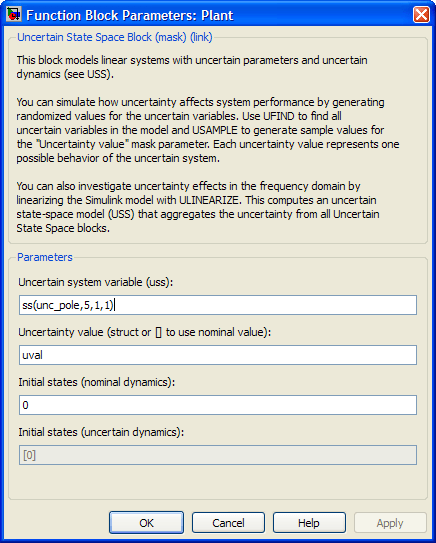 Function Block Parameters: Plant
Uncertain State Space Block (mask) (link)
This block models linear systems with uncertain parameters and uncertain
dynamics (see USS).
You can simulate how uncertainty affects system performance by generating
randomized values for the uncertain variables. Use UFIND to find all
uncertain variables in the model and USAMPLE to generate sample values for
the "Uncertainty value" mask parameter. Each uncertainty value represents one
possible behavior of the uncertain system.
You can also investigate uncertainty effects in the frequency domain by
linearizing the Simulink model with ULINEARIZE. This computes an uncertain
state-space model (USS) that aggregates the uncertainty from all Uncertain
State Space blocks.
Parameters
Uncertain system variable (uss):
ss(unc_pole,5,1,1)
Uncertainty value (struct or [] to use nominal value):
uval
Initial states (nominal dynamics):
0
Initial states (uncertain dynamics):
[0]
OK Cancel Help Apply